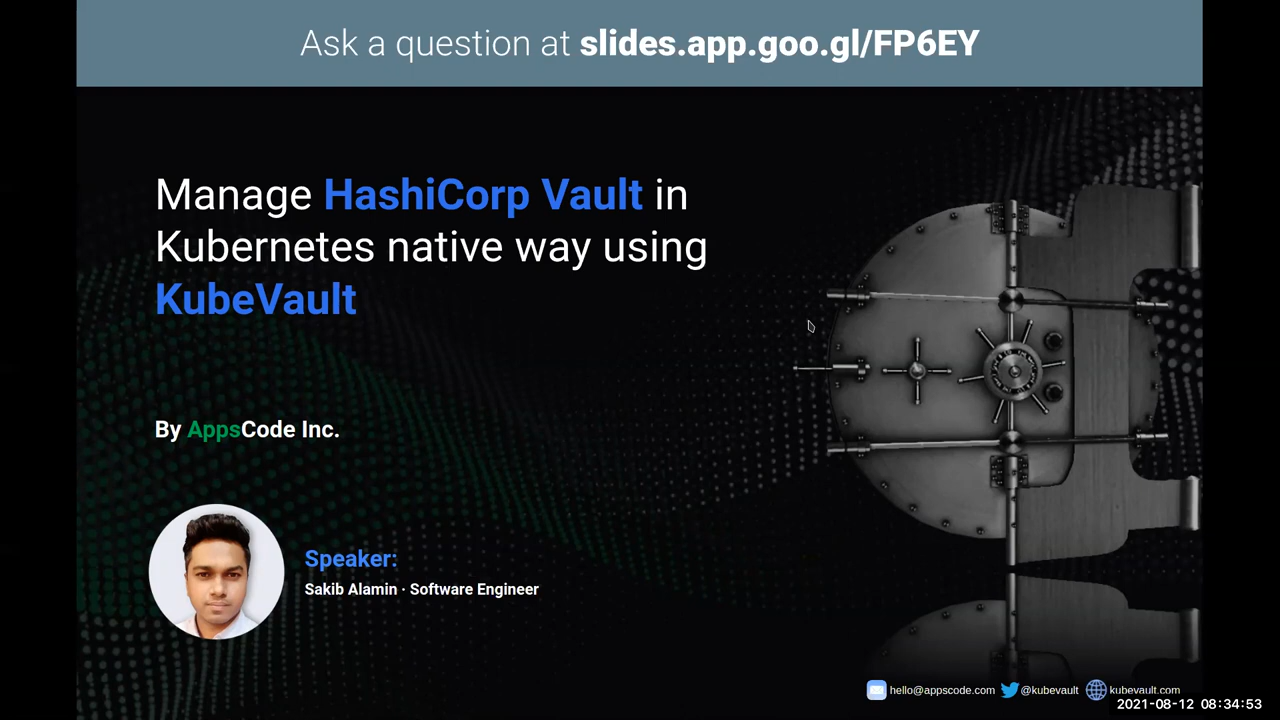 Ask a question at slides.app.goo.gl/FP6EY
Manage HashiCorp Vault in
Kubernetes native way using
KubeVault
By AppsCode Inc.
Speaker:
Sakib Alamin · Software Engineer
hello@appscode.com @kubevault kubevault.com
2021-08-12 08:34:53